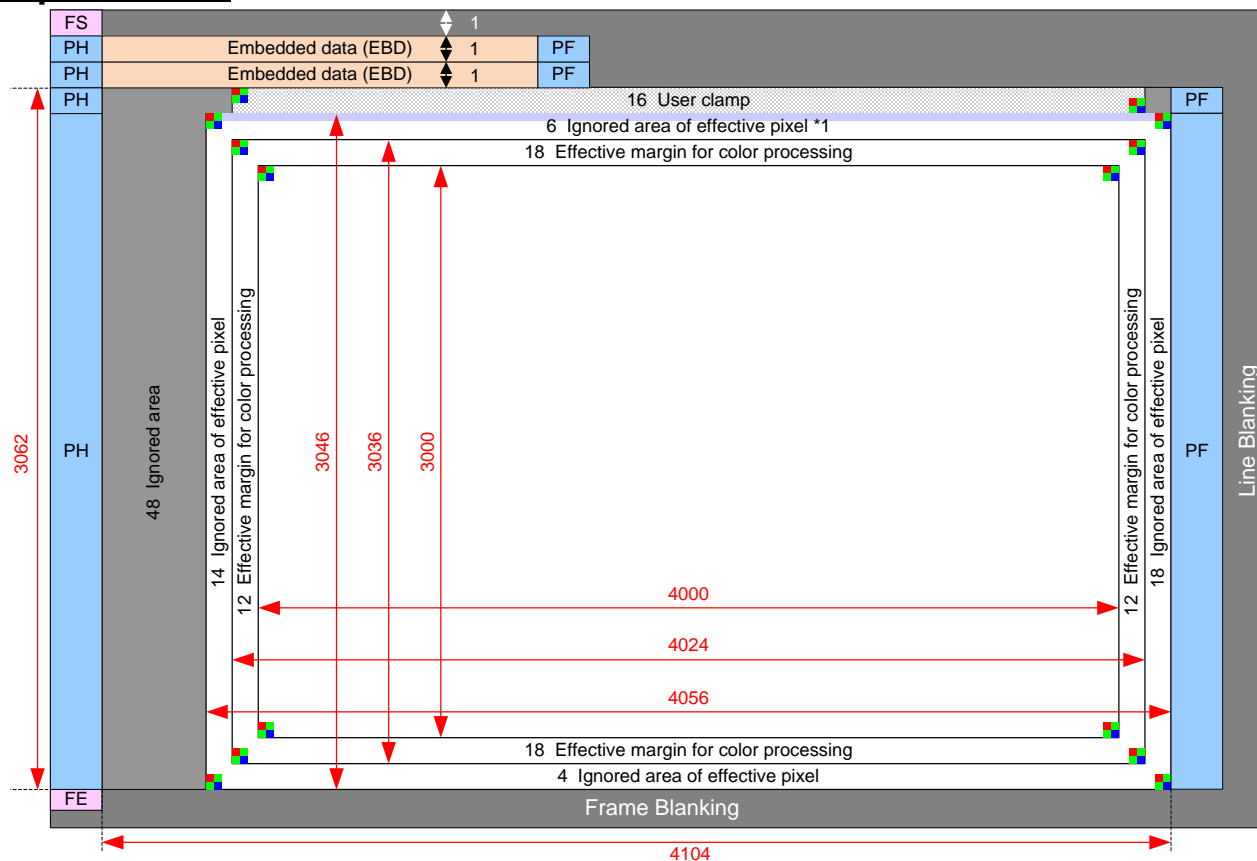 FS
1
PH
Embedded data (EBD)
1
PF
PH
Embedded data (EBD)
1
PF
PH
16 User clamp
PF
6 Ignored area of effective pixel *1
18 Effective margin for color processing
3062
PH
48 Ignored area
14 Ignored area of effective pixel
12 Effective margin for color processing
3046
3036
3000
12 Effective margin for color processing
18 Ignored area of effective pixel
PF
Line Blanking
4000
4024
4056
18 Effective margin for color processing
4 Ignored area of effective pixel
FE
Frame Blanking
4104